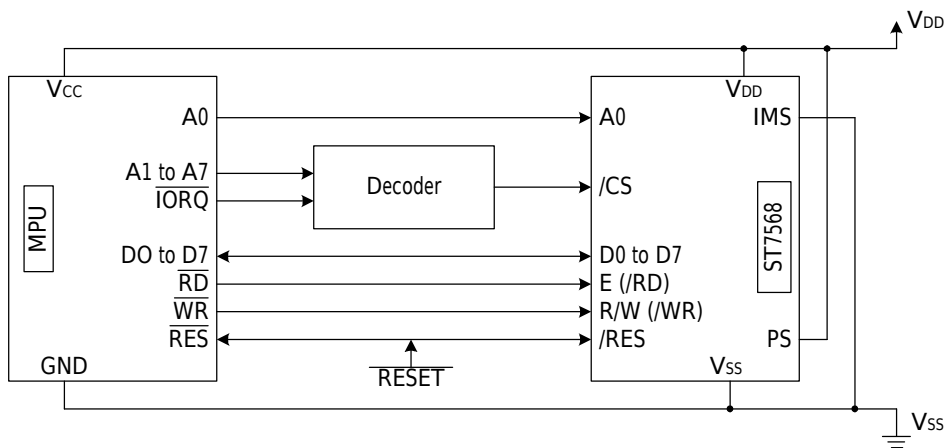 VDD
VCC
VDD
A0
A0
IMS
A1 to A7
IORQ
Decoder
/CS
MPU
ST7568
DO to D7
D0 to D7
RD
E (/RD)
WR
R/W (/WR)
RES
/RES
PS
GND
RESET
VSS
VSS